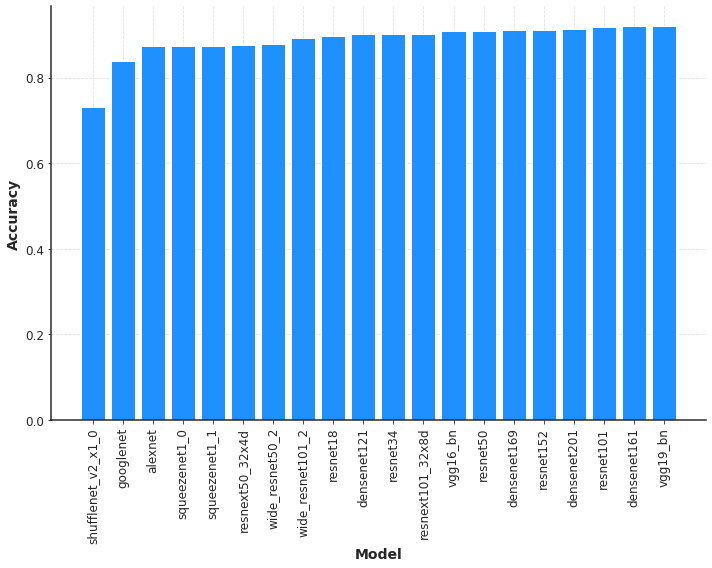 Accuracy
0.8
0.6
0.4
0.2
0.0
shufflenet_v2_x1_0
googlenet
alexnet
squeezenet1_0
squeezenet1_1
resnext50_32x4d
wide_resnet50_2
wide_resnet101_2
resnet18
densenet121
resnet34
resnext101_32x8d
vgg16_bn
resnet50
densenet169
resnet152
densenet201
resnet101
densenet161
vgg19_bn
Model